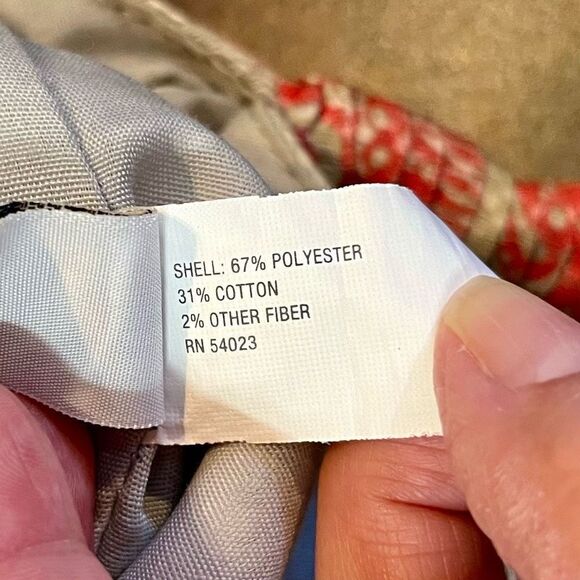 SHELL: 67% POLYESTER
31% COTTON
2% OTHER FIBER
RN 54023